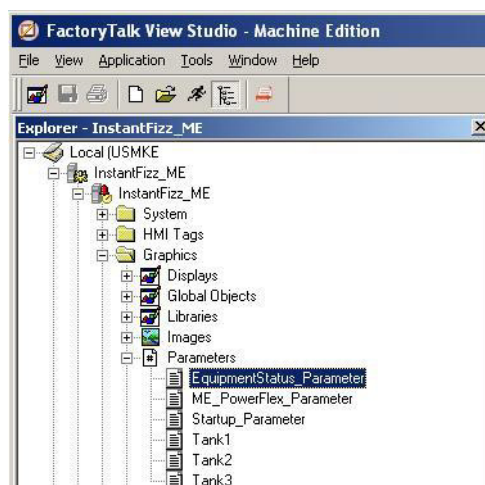 FactoryTalk View Studio - Machine Edition
File View Application Tools Window Help
Explorer - InstantFizz_ME
Local (USMKE
InstantFizz_ME
InstantFizz_ME
System
HMI Tags
Graphics
Displays
Global Objects
Libraries
Images
Parameters
EquipmentStatus_Parameter
ME_PowerFlex_Parameter
Startup_Parameter
Tank1
Tank2
Tank3